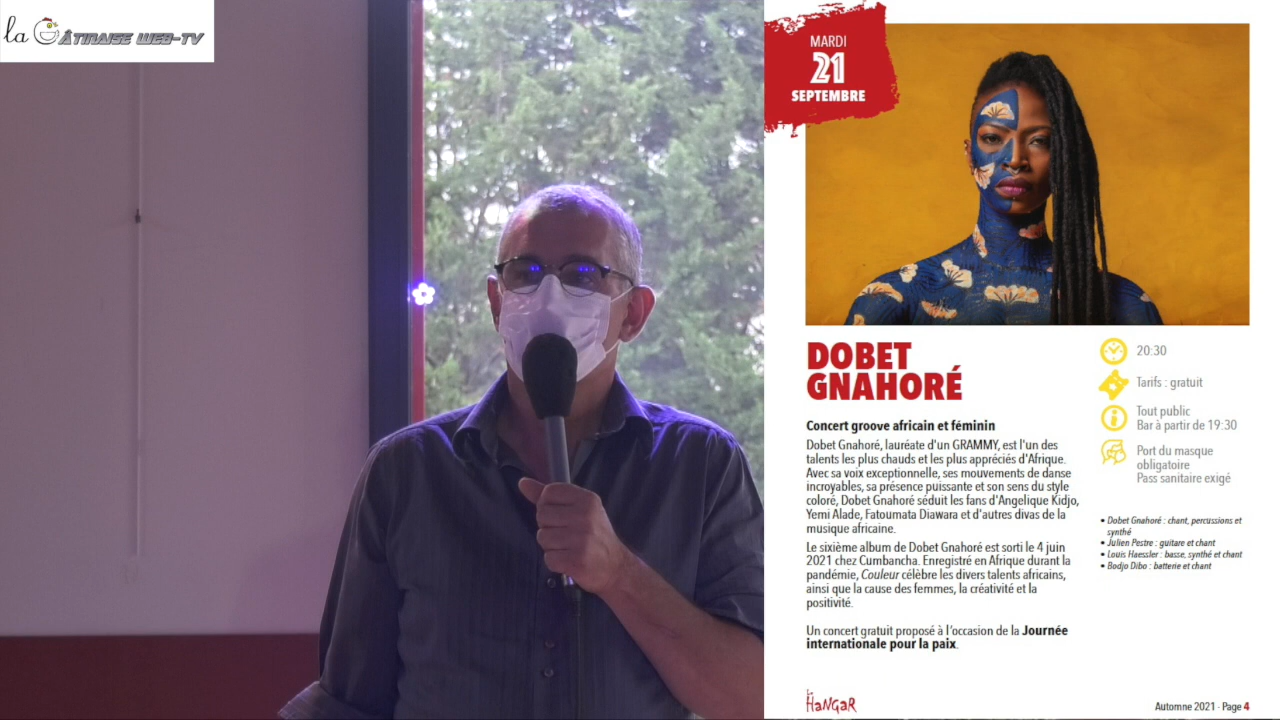 la GÂTINAISE WEB-TV
MARDI
21
SEPTEMBRE
DOBET
GNAHORÉ
Concert groove africain et féminin
Dobet Gnahoré, lauréate d'un GRAMMY, est l'un des
talents les plus chauds et les plus appréciés d'Afrique.
Avec sa voix exceptionnelle, ses mouvements de danse
incroyables, sa présence puissante et son sens du style
coloré, Dobet Gnahoré séduit les fans d'Angelique Kidjo,
Yemi Alade, Fatoumata Diawara et d'autres divas de la
musique africaine.
Le sixième album de Dobet Gnahoré est sorti le 4 juin
2021 chez Cumbancha. Enregistré en Afrique durant la
pandémie, Couleur célèbre les divers talents africains,
ainsi que la cause des femmes, la créativité et la
positivité.
Un concert gratuit proposé à l'occasion de la Journée
internationale pour la paix.
20:30
Tarifs : gratuit
Tout public
Bar à partir de 19:30
Port du masque
obligatoire
Pass sanitaire exigé
• Dobet Gnahoré : chant, percussions et
synthé
• Julien Pestre : guitare et chant
• Louis Haessler : basse, synthé et chant
• Bodjo Dibo : batterie et chant
Le HaNGaR
Automne 2021 - Page 4